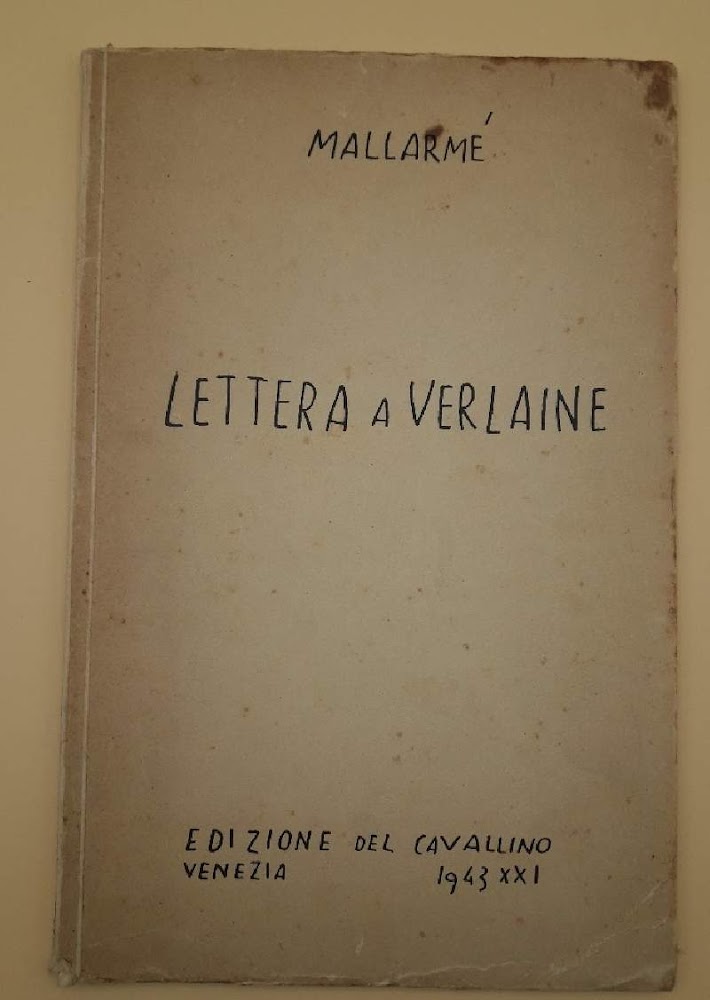 MALLARMÉ
LETTERA A VERLAINE
EDIZIONE DEL CAVALLINO
VENEZIA 1943 XXI